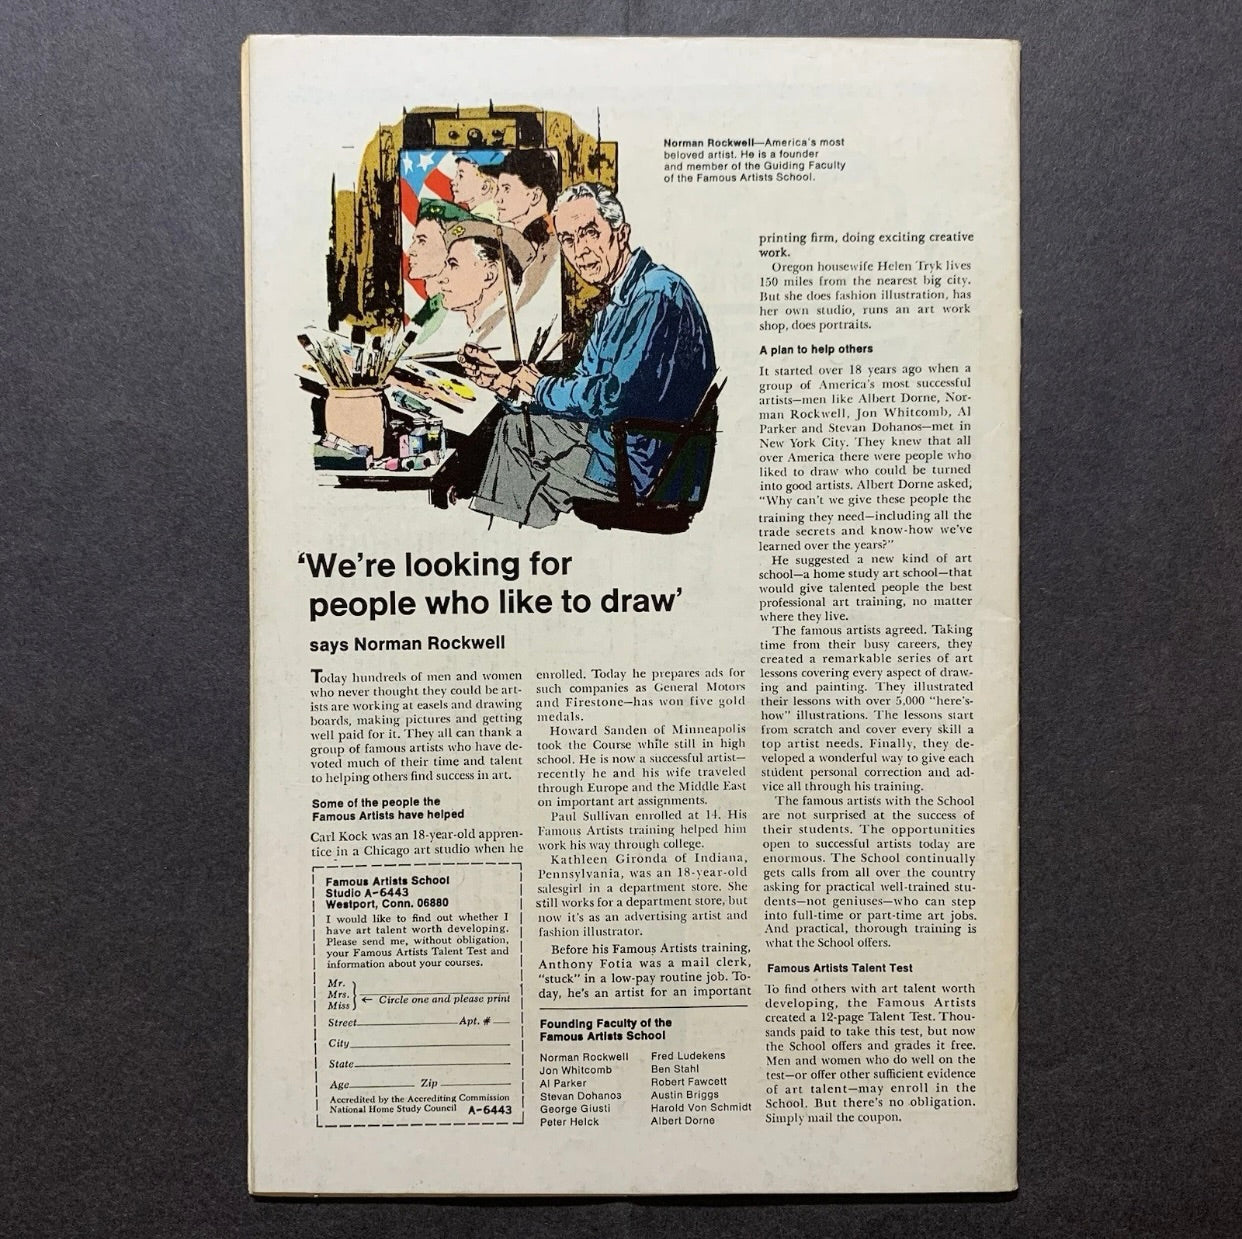 Norman Rockwell—America's most
beloved artist. He is a founder
and member of the Guiding Faculty
of the Famous Artists School.
'We're looking for
people who like to draw'
says Norman Rockwell
Today hundreds of men and women
who never thought they could be art-
ists are working at easels and drawing
boards, making pictures and getting
well paid for it. They all can thank a
group of famous artists who have de-
voted much of their time and talent
to helping others find success in art.
Some of the people the
Famous Artists have helped
Carl Kock was an 18-year-old appren-
tice in a Chicago art studio when he
enrolled. Today he prepares ads for
such companies as General Motors
and Firestone—has won five gold
medals.
Howard Sanden of Minneapolis
took the Course while still in high
school. He is now a successful artist—
recently he and his wife traveled
through Europe and the Middle East
on important art assignments.
Paul Sullivan enrolled at 14. His
Famous Artists training helped him
work his way through college.
Kathleen Gironda of Indiana,
Pennsylvania, was an 18-year-old
salesgirl in a department store. She
still works for a department store, but
now it's as an advertising artist and
fashion illustrator.
Before his Famous Artists training,
Anthony Fotia was a mail clerk,
"stuck" in a low-pay routine job. To-
day, he's an artist for an important
printing firm, doing exciting creative
work.
Oregon housewife Helen Tryk lives
150 miles from the nearest big city.
But she does fashion illustration, has
her own studio, runs an art work
shop, does portraits.
A plan to help others
It started over 18 years ago when a
group of America's most successful
artists—men like Albert Dorne, Nor-
man Rockwell, Jon Whitcomb, Al
Parker and Stevan Dohanos—met in
New York City. They knew that all
over America there were people who
liked to draw who could be turned
into good artists. Albert Dorne asked,
"Why can't we give these people the
training they need—including all the
trade secrets and know-how we've
learned over the years?"
He suggested a new kind of art
school—a home study art school—that
would give talented people the best
professional art training, no matter
where they live.
The famous artists agreed. Taking
time from their busy careers, they
created a remarkable series of art
lessons covering every aspect of draw-
ing and painting. They illustrated
their lessons with over 5,000 "here's-
how" illustrations. The lessons start
from scratch and cover every skill a
top artist needs. Finally, they de-
veloped a wonderful way to give each
student personal correction and ad-
vice all through his training.
The famous artists with the School
are not surprised at the success of
their students. The opportunities
open to successful artists today are
enormous. The School continually
gets calls from all over the country
asking for practical well-trained stu-
dents—not geniuses—who can step
into full-time or part-time art jobs.
And practical, thorough training is
what the School offers.
Famous Artists Talent Test
To find others with art talent worth
developing, the Famous Artists
created a 12-page Talent Test. Thou-
sands paid to take this test, but now
the School offers and grades it free.
Men and women who do well on the
test—or offer other sufficient evidence
of art talent—may enroll in the
School. But there's no obligation.
Simply mail the coupon.
Famous Artists School
Studio A-6443
Westport, Conn. 06880
I would like to find out whether I
have art talent worth developing.
Please send me, without obligation,
your Famous Artists Talent Test and
information about your courses.
Mr.
Mrs. ← Circle one and please print
Miss
Street Apt. #
City
State
Age Zip
Accredited by the Accrediting Commission
National Home Study Council A-6443
Founding Faculty of the
Famous Artists School
Norman Rockwell
Jon Whitcomb
Al Parker
Stevan Dohanos
George Giusti
Peter Helck
Fred Ludekens
Ben Stahl
Robert Fawcett
Austin Briggs
Harold Von Schmidt
Albert Dorne